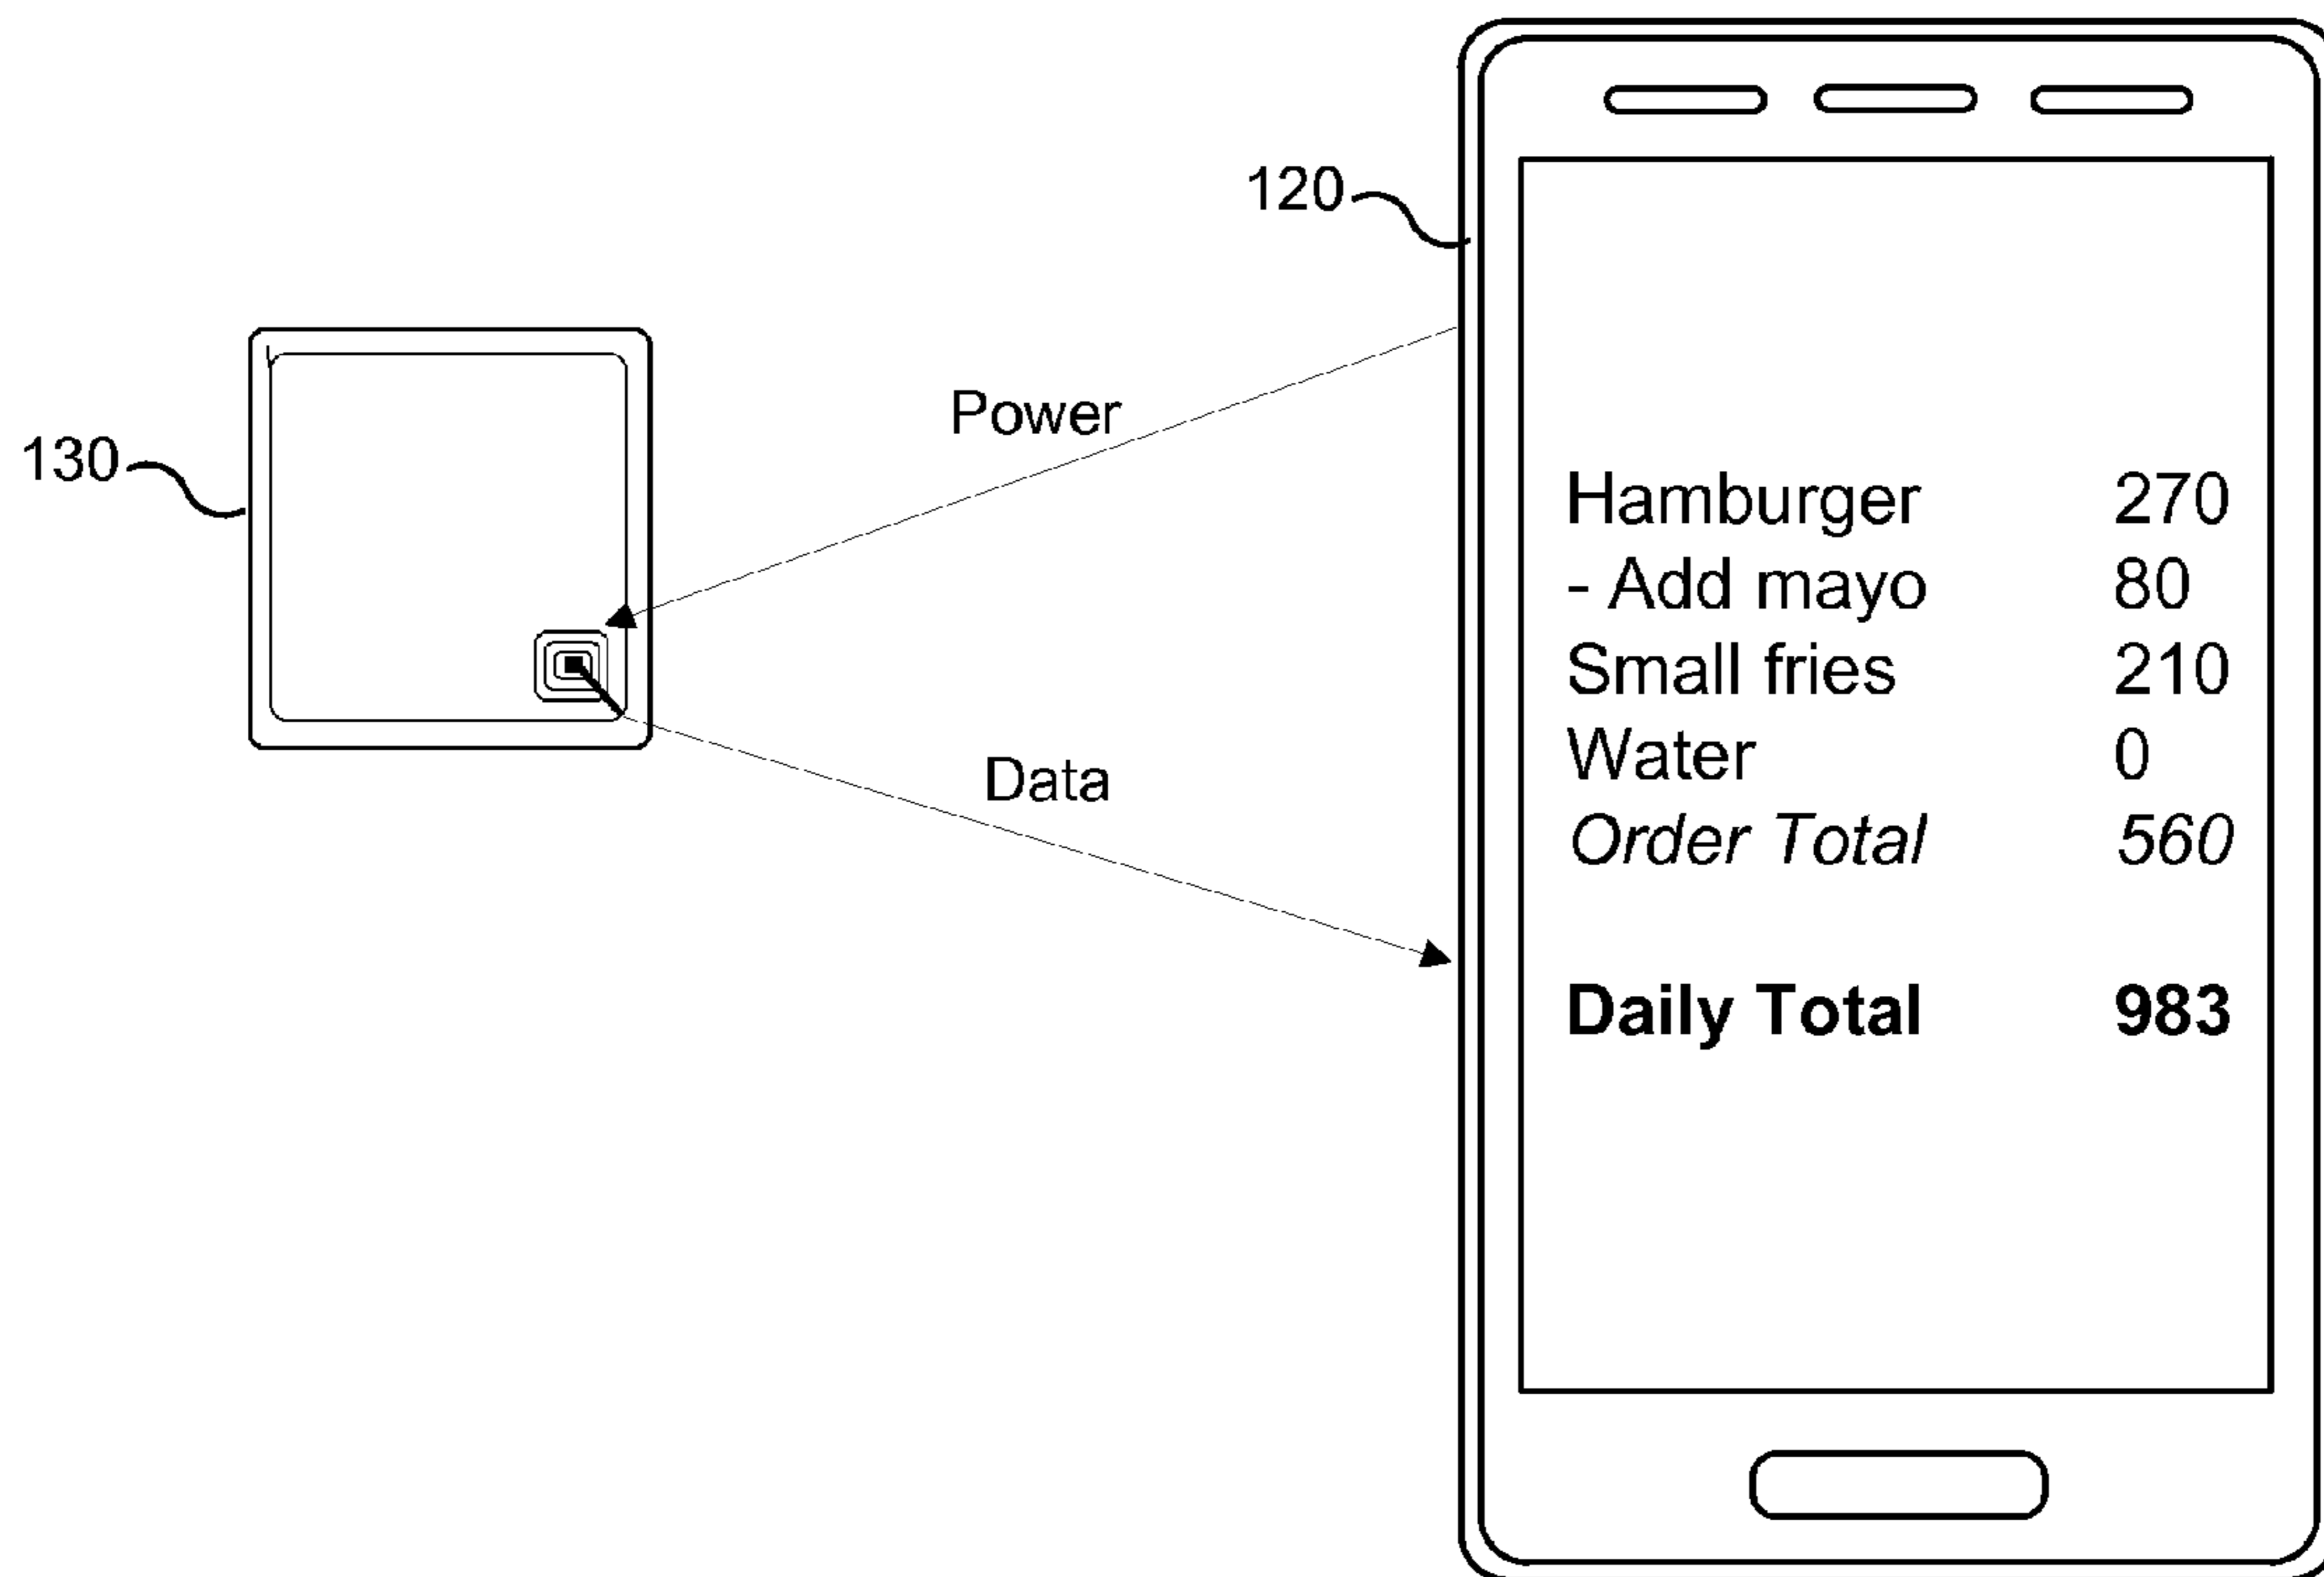 120
130
Power
Data
Hamburger 270
- Add mayo 80
Small fries 210
Water 0
Order Total 560
Daily Total 983